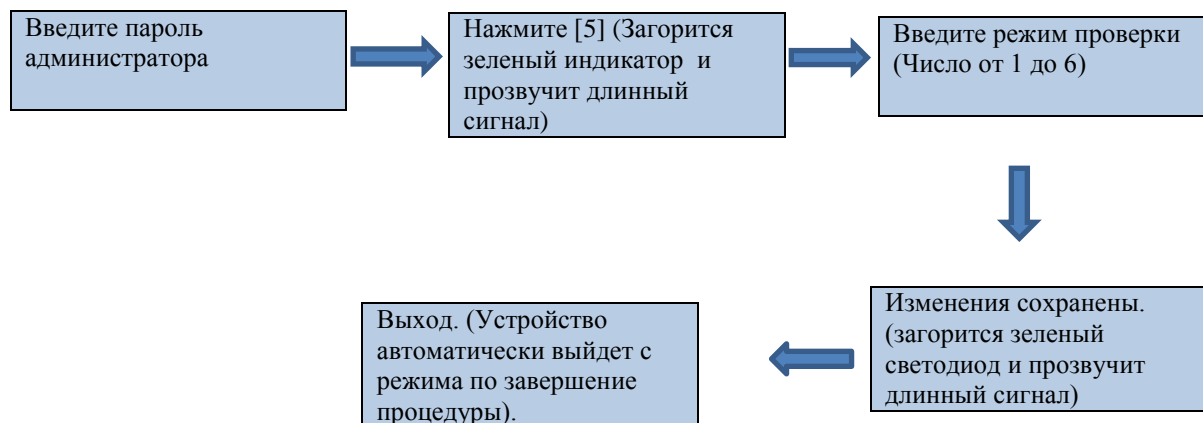 Введите пароль
администратора
Нажмите [5] (Загорится
зеленый индикатор и
прозвучит длинный
сигнал)
Введите режим проверки
(Число от 1 до 6)
Изменения сохранены.
(загорится зеленый
светодиод и прозвучит
длинный сигнал)
Выход. (Устройство
автоматически выйдет с
режима по завершение
процедуры).